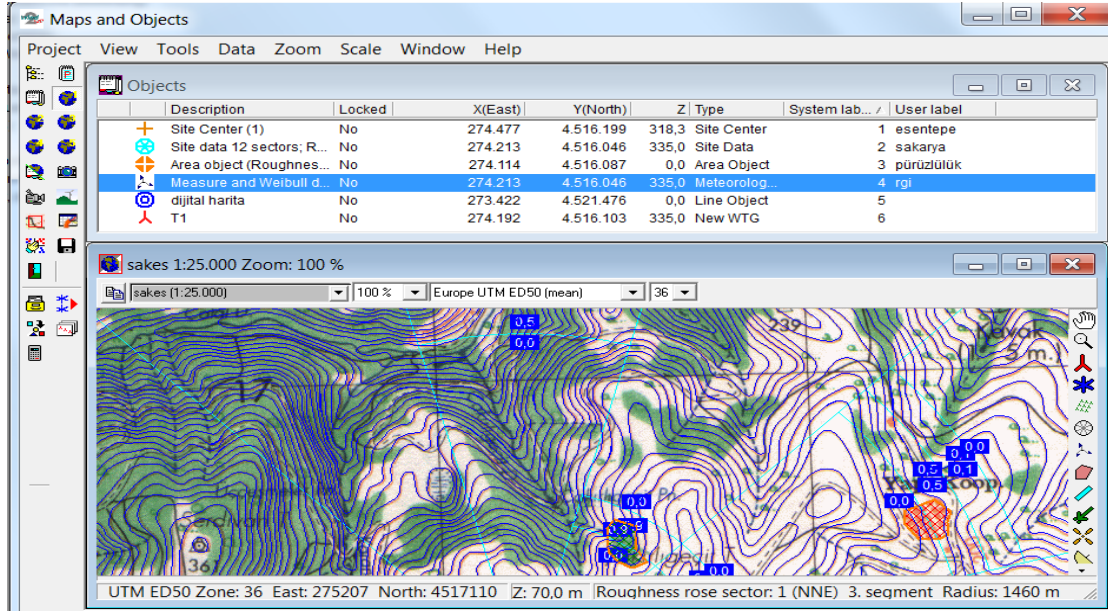 Maps and Objects
Project View Tools Data Zoom Scale Window Help
Objects
Description Locked X(East) Y(North) Z Type System lab... User label
Site Center (1) No 274.477 4.516.199 318,3 Site Center 1 esentepe
Site data 12 sectors; R... No 274.213 4.516.046 335,0 Site Data 2 sakarya
Area object (Roughnes... No 274.114 4.516.087 0,0 Area Object 3 pürüzlülük
Measure and Weibull d... No 274.213 4.516.046 335,0 Meteorolog... 4 rgi
dijital harita No 273.422 4.521.476 0,0 Line Object 5
T1 No 274.192 4.516.103 335,0 New WTG 6
sakes 1:25.000 Zoom: 100 %
sakes (1:25.000) 100 % Europe UTM ED50 (mean) 36
0,5
239
0,0
Kavak
5 m.
17
0,0
0,5 0,1
0,5
Koop.
0,0
0,0
Serdivan T.
361
0,0
UTM ED50 Zone: 36 East: 275207 North: 4517110 Z: 70,0 m Roughness rose sector: 1 (NNE) 3. segment Radius: 1460 m